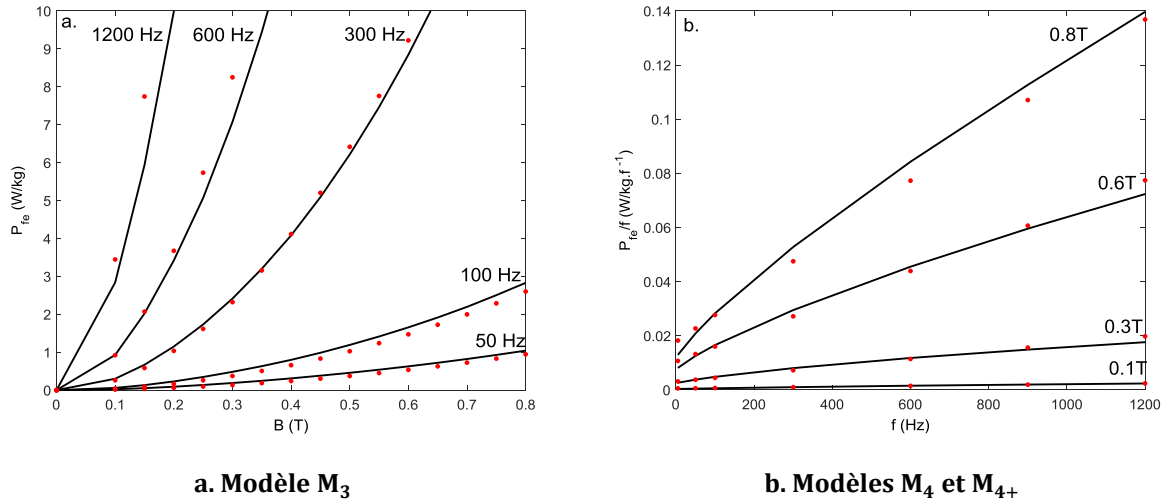 a.
1200 Hz
600 Hz
300 Hz
100 Hz
50 Hz
10
9
8
7
6
5
4
3
2
1
0
P_fe (W/kg)
0 0.1 0.2 0.3 0.4 0.5 0.6 0.7 0.8
B (T)
b.
0.8T
0.6T
0.3T
0.1T
0.14
0.12
0.1
0.08
0.06
0.04
0.02
0
P_fe/f (W/kg.f^-1)
0 200 400 600 800 1000 1200
f (Hz)
a. Modèle M₃
b. Modèles M₄ et M₄₊